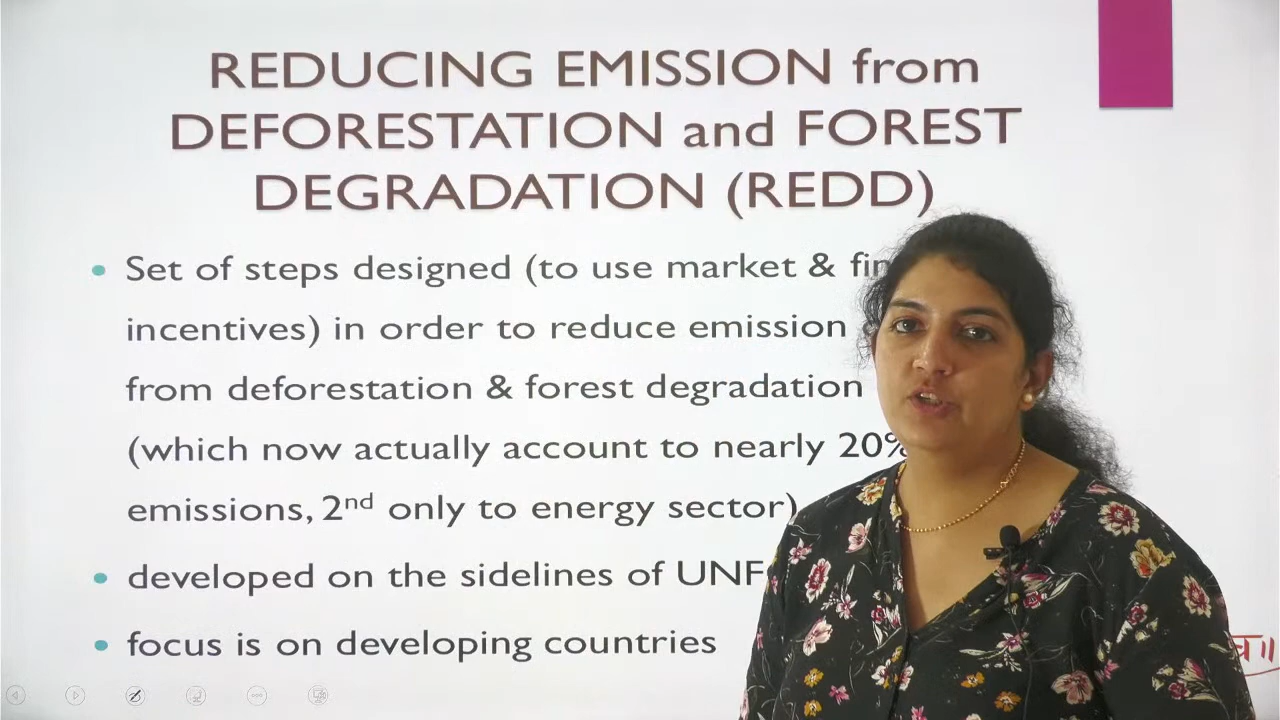 REDUCING EMISSION from
DEFORESTATION and FOREST
DEGRADATION (REDD)
• Set of steps designed (to use market &
incentives) in order to reduce emission
from deforestation & forest degradation
(which now actually account to nearly 20%
emissions, 2nd only to energy sector)
• developed on the sidelines of
• focus is on developing countries